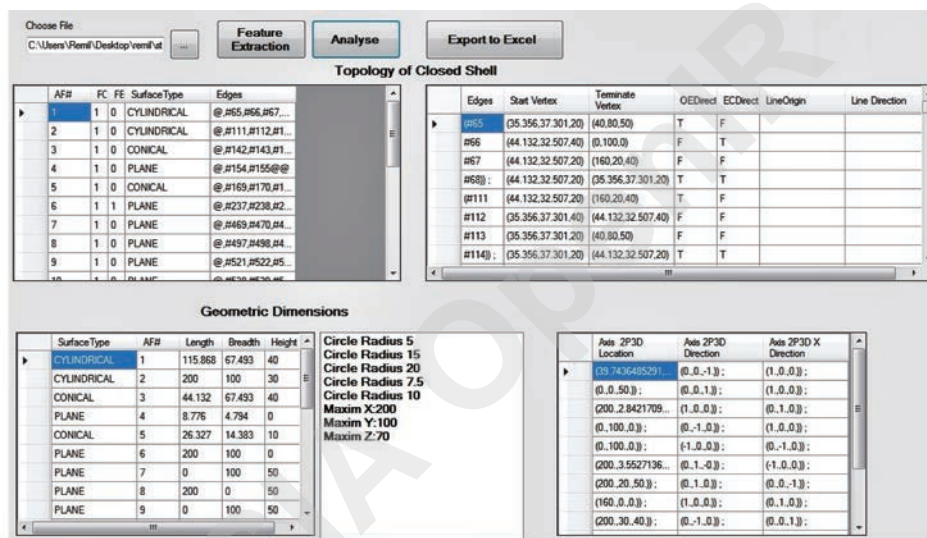 Choose File
C:\Users\Remil\Desktop\remil\st ... Feature Extraction Analyse Export to Excel
Topology of Closed Shell
AF# FC FE SurfaceType Edges
1 1 0 CYLINDRICAL @,#65,#66,#67,...
2 1 0 CYLINDRICAL @,#111,#112,#1...
3 1 0 CONICAL @,#142,#143,#1...
4 1 0 PLANE @,#154,#155@@
5 1 0 CONICAL @,#169,#170,#1...
6 1 1 PLANE @,#237,#238,#2...
7 1 0 PLANE @,#469,#470,#4...
8 1 0 PLANE @,#497,#498,#4...
9 1 0 PLANE @,#521,#522,#5...
Edges Start Vertex Terminate Vertex OEDirect ECDirect LineOrigin Line Direction
(#65 (35.356,37.301,20) (40,80,50) T F
#66 (44.132,32.507,40) (0,100,0) F T
#67 (44.132,32.507,20) (160,20,40) F F
#68)) ; (44.132,32.507,20) (35.356,37.301,20) T T
(#111 (44.132,32.507,20) (160,20,40) F F
#112 (35.356,37.301,40) (44.132,32.507,40) F F
#113 (35.356,37.301,20) (40,80,50) F F
#114)) ; (35.356,37.301,20) (44.132,32.507,20) T T
Geometric Dimensions
SurfaceType AF# Length Breadth Height
CYLINDRICAL 1 115.868 67.493 40
CYLINDRICAL 2 200 100 30
CONICAL 3 44.132 67.493 40
PLANE 4 8.776 4.794 0
CONICAL 5 26.327 14.383 10
PLANE 6 200 100 0
PLANE 7 0 100 50
PLANE 8 200 0 50
PLANE 9 0 100 50
Circle Radius 5
Circle Radius 15
Circle Radius 20
Circle Radius 7.5
Circle Radius 10
Maxim X:200
Maxim Y:100
Maxim Z:70
Axis 2P3D Location Axis 2P3D Direction Axis 2P3D X Direction
(39.7436485291,... (0.,0.,-1.)) ; (1.,0.,0.)) ;
(0.,0.,50.)) ; (0.,0.,1.)) ; (1.,0.,0.)) ;
(200.,2.8421709... (1.,0.,0.)) ; (0.,1.,0.)) ;
(0.,100.,0.)) ; (0.,-1.,0.)) ; (1.,0.,0.)) ;
(0.,100.,0.)) ; (-1.,0.,0.)) ; (0.,-1.,0.)) ;
(200.,3.5527136... (0.,1.,-0.)) ; (-1.,0.,0.)) ;
(200.,20.,50.)) ; (0.,1.,0.)) ; (0.,0.,-1.)) ;
(160.,0.,0.)) ; (1.,0.,0.)) ; (0.,1.,0.)) ;
(200.,30.,40.)) ; (0.,-1.,0.)) ; (0.,0.,1.)) ;